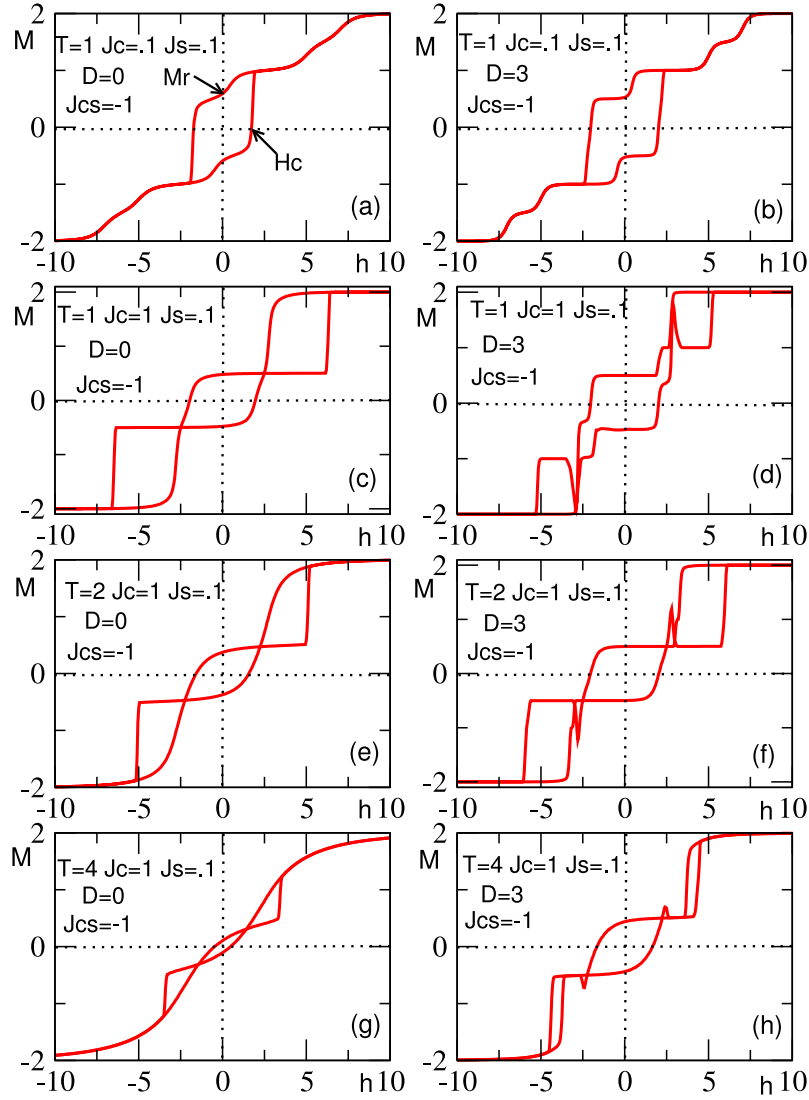 M
T=1 Jc=.1 Js=.1
D=0
Jcs=-1
Mr
Hc
(a)
2
0
-2
-10 -5 0 5 h 10
T=1 Jc=.1 Js=.1
D=3
Jcs=-1
(b)
2
0
-2
-10 -5 0 5 h 10
M
T=1 Jc=1 Js=.1
D=0
Jcs=-1
(c)
2
0
-2
-10 -5 0 5 h 10
M
T=1 Jc=1 Js=.1
D=3
Jcs=-1
(d)
2
0
-2
-10 -5 0 5 h 10
M
T=2 Jc=1 Js=.1
D=0
Jcs=-1
(e)
2
0
-2
-10 -5 0 5 h 10
M
T=2 Jc=1 Js=.1
D=3
Jcs=-1
(f)
2
0
-2
-10 -5 0 5 h 10
M
T=4 Jc=1 Js=.1
D=0
Jcs=-1
(g)
2
0
-2
-10 -5 0 5 h 10
M
T=4 Jc=1 Js=.1
D=3
Jcs=-1
(h)
2
0
-2
-10 -5 0 5 h 10